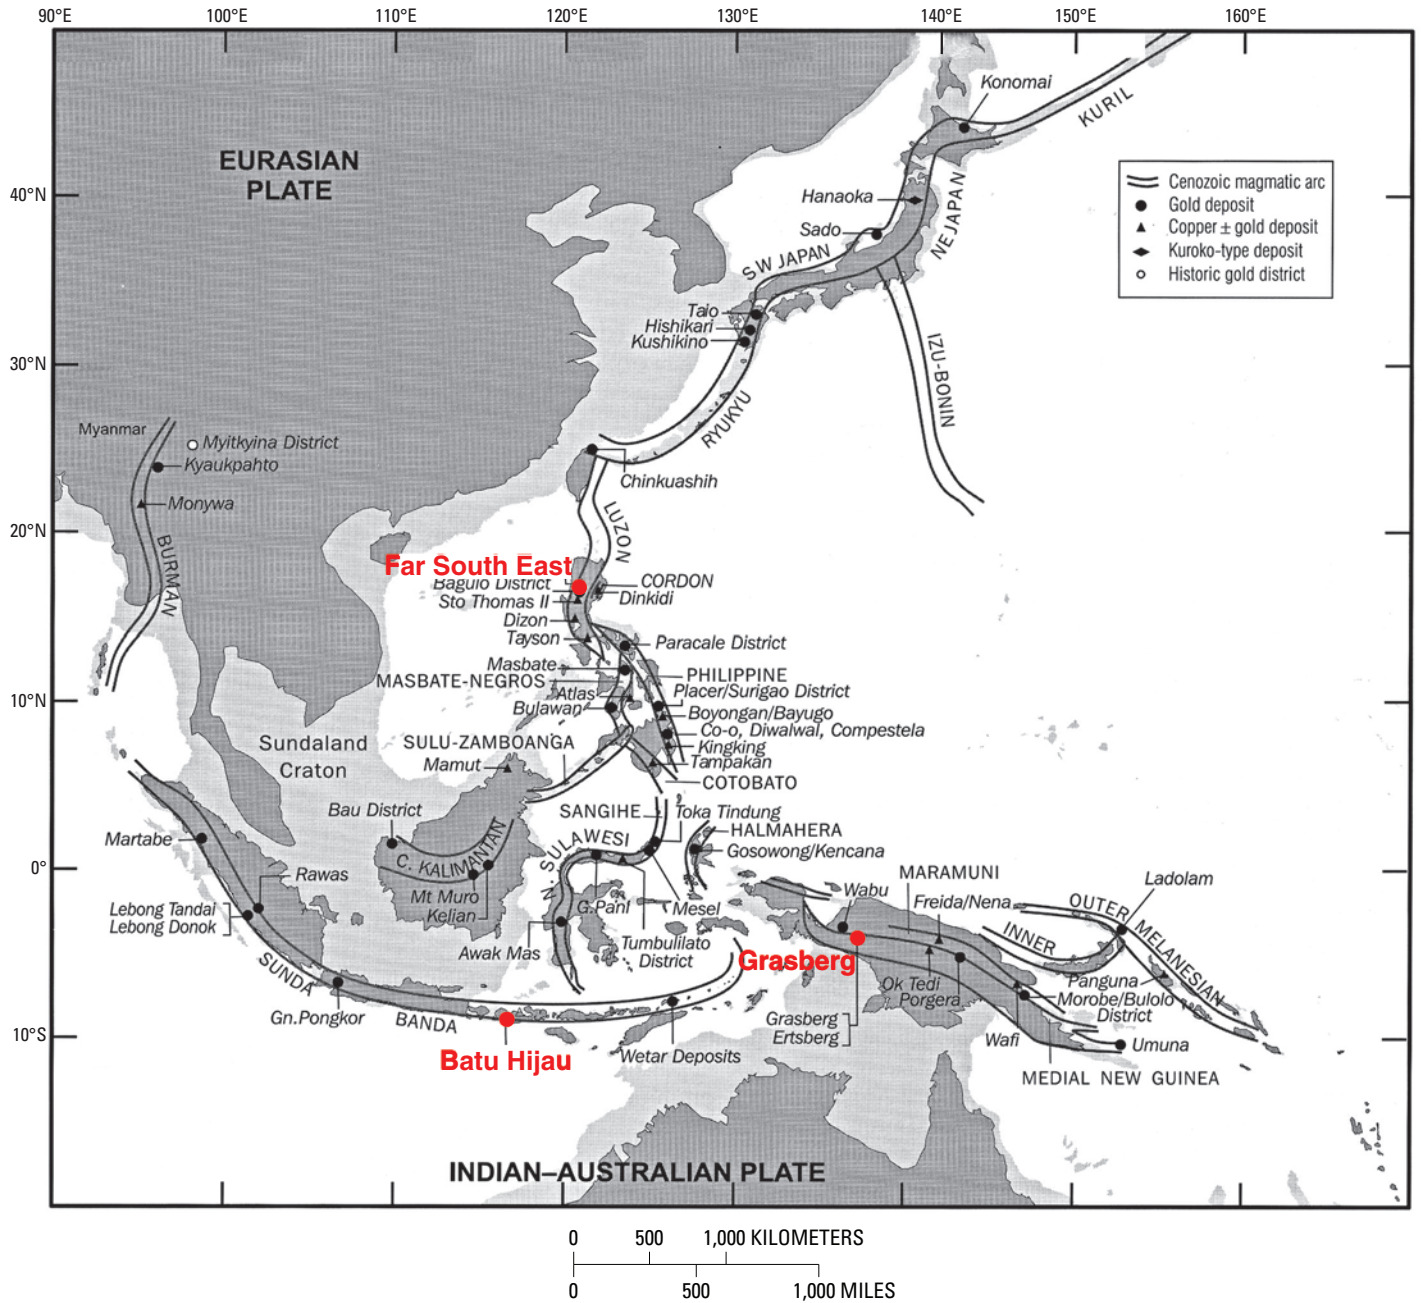 90°E
100°E
110°E
120°E
130°E
140°E
150°E
160°E
40°N
30°N
20°N
10°N
0°
10°S
EURASIAN
PLATE
Konomai
KURIL
Cenozoic magmatic arc
Gold deposit
Copper ± gold deposit
Kuroko-type deposit
Historic gold district
Hanaoka
Sado
NE JAPAN
SW JAPAN
Taio
Hishikari
Kushikino
IZU-BONIN
RYUKYU
Myanmar
Myitkyina District
Kyaukpahto
Monywa
BURMAN
Chinkuashih
LUZON
Far South East
Baguio District
CORDON
Dinkidi
Sto Thomas II
Dizon
Tayson
Paracale District
Masbate
MASBATE-NEGROS
PHILIPPINE
Placer/Surigao District
Atlas
Bulawan
Boyongan/Bayugo
Co-o, Diwalwal, Compestela
Kingking
Tampakan
COTOBATO
SULU-ZAMBOANGA
Mamut
Sundaland
Craton
Bau District
SANGIHE
Toka Tindung
HALMAHERA
Gosowong/Kencana
N. SULAWESI
C. KALIMANTAN
Martabe
Rawas
Mt Muro
Kelian
Lebong Tandai
Lebong Donok
G.Pani
Mesel
Awak Mas
Tumbulilato
District
MARAMUNI
Wabu
Freida/Nena
Ladolam
OUTER MELANESIAN
INNER
Grasberg
SUNDA
BANDA
Gn.Pongkor
Batu Hijau
Wetar Deposits
Ok Tedi
Porgera
Panguna
Morobe/Bulolo
District
Grasberg
Ertsberg
Wafi
Umuna
MEDIAL NEW GUINEA
INDIAN–AUSTRALIAN PLATE
0 500 1,000 KILOMETERS
0 500 1,000 MILES